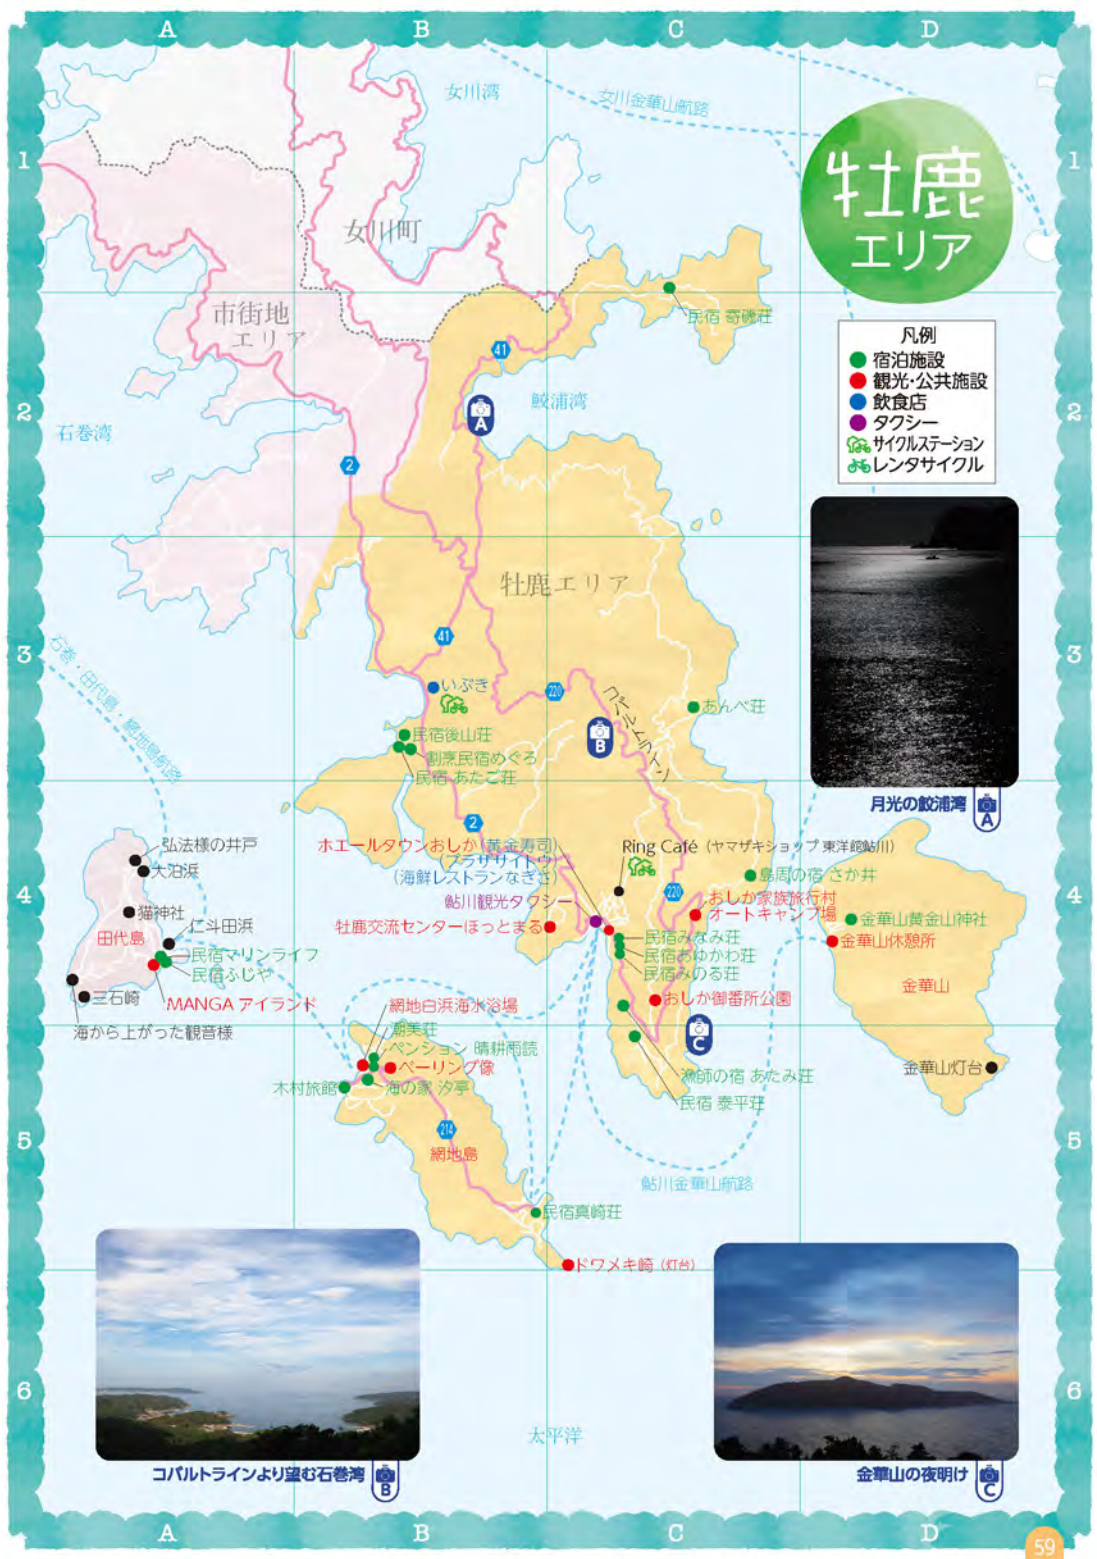 A
B
C
D
1
1
女川湾
女川金華山航路
牡鹿
エリア
女川町
市街地
エリア
民宿 寄磯荘
凡例
宿泊施設
観光・公共施設
飲食店
タクシー
サイクルステーション
レンタサイクル
41
A
鮫浦湾
2
2
石巻湾
2
牡鹿エリア
3
3
41
石巻・田代島・網地島航路
いぶき
220
コバルトライン
B
あんべ荘
民宿後山荘
割烹民宿めぐろ
民宿 あたご荘
月光の鮫浦湾
A
2
ホエールタウンおしか(黄金寿司)
(プラザサイトウ)
(海鮮レストランなぎさ)
Ring Café (ヤマザキショップ 東洋館鮎川)
弘法様の井戸
大泊浜
島周の宿 さか井
4
4
220
おしか家族旅行村
オートキャンプ場
鮎川観光タクシー
猫神社
仁斗田浜
田代島
牡鹿交流センターほっとまる
金華山黄金山神社
金華山休憩所
民宿みなみ荘
民宿あゆかわ荘
民宿みのる荘
民宿マリンライフ
民宿ふじや
金華山
三石崎
MANGA アイランド
おしか御番所公園
網地白浜海水浴場
海から上がった観音様
潮美荘
C
ペンション 晴耕雨読
ベーリング像
金華山灯台
木村旅館
海の家 汐亭
漁師の宿 あたみ荘
民宿 泰平荘
5
5
214
網地島
鮎川金華山航路
民宿真崎荘
ドワメキ崎 (灯台)
6
6
太平洋
コバルトラインより望む石巻湾
B
金華山の夜明け
C
A
B
C
D
59